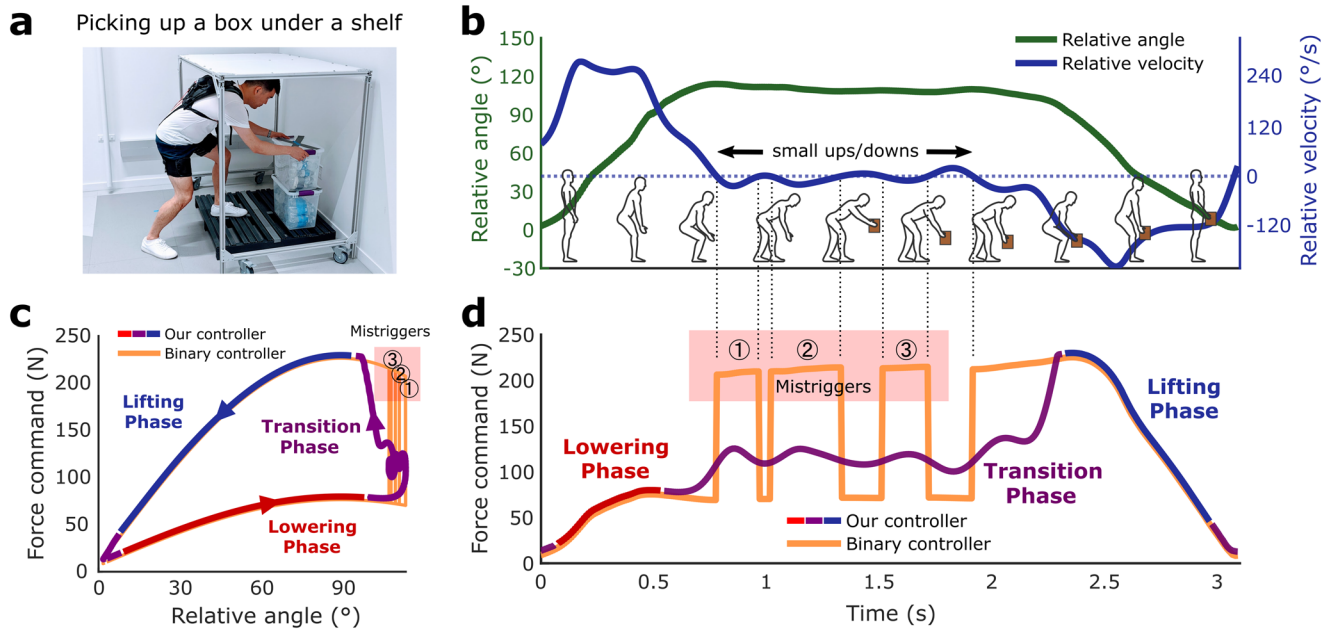 a
Picking up a box under a shelf
b
Relative angle (°)
150
120
90
60
30
0
-30
Relative angle
Relative velocity
small ups/downs
240
120
0
-120
Relative velocity (°/s)
c
Force command (N)
250
200
150
100
50
0
Our controller
Binary controller
Mistriggers
③
②
①
Lifting
Phase
Transition
Phase
Lowering
Phase
0
30
60
90
Relative angle (°)
d
Force command (N)
250
200
150
100
50
0
① ② ③
Mistriggers
Lowering
Phase
Transition
Phase
Lifting
Phase
Our controller
Binary controller
0
0.5
1
1.5
2
2.5
3
Time (s)